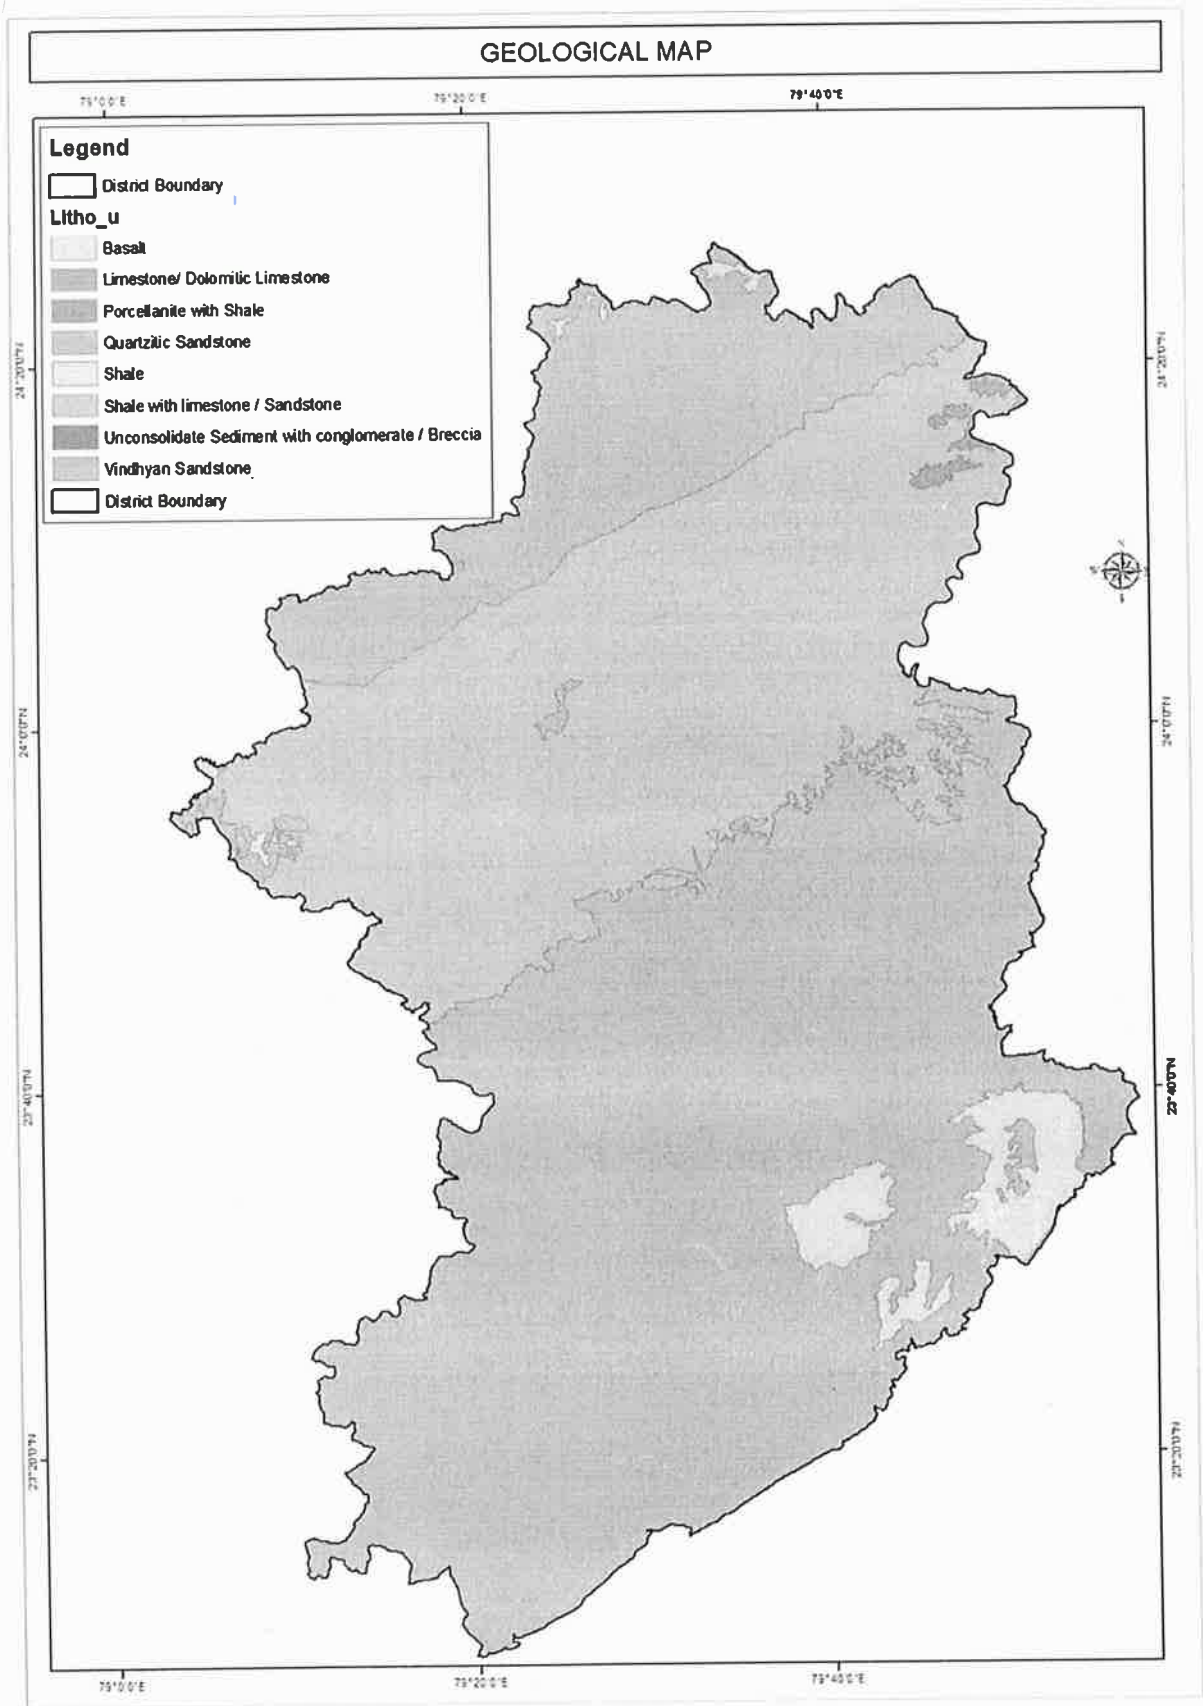 GEOLOGICAL MAP
79°0'0"E
79°20'0"E
79°40'0"E
Legend
District Boundary
Litho_u
Basalt
Limestone/ Dolomitic Limestone
Porcellanite with Shale
Quartzitic Sandstone
Shale
Shale with limestone / Sandstone
Unconsolidate Sediment with conglomerate / Breccia
Vindhyan Sandstone
District Boundary
24°20'0"N
24°20'0"N
24°0'0"N
24°0'0"N
23°40'0"N
23°40'0"N
23°20'0"N
23°20'0"N
79°0'0"E
79°20'0"E
79°40'0"E